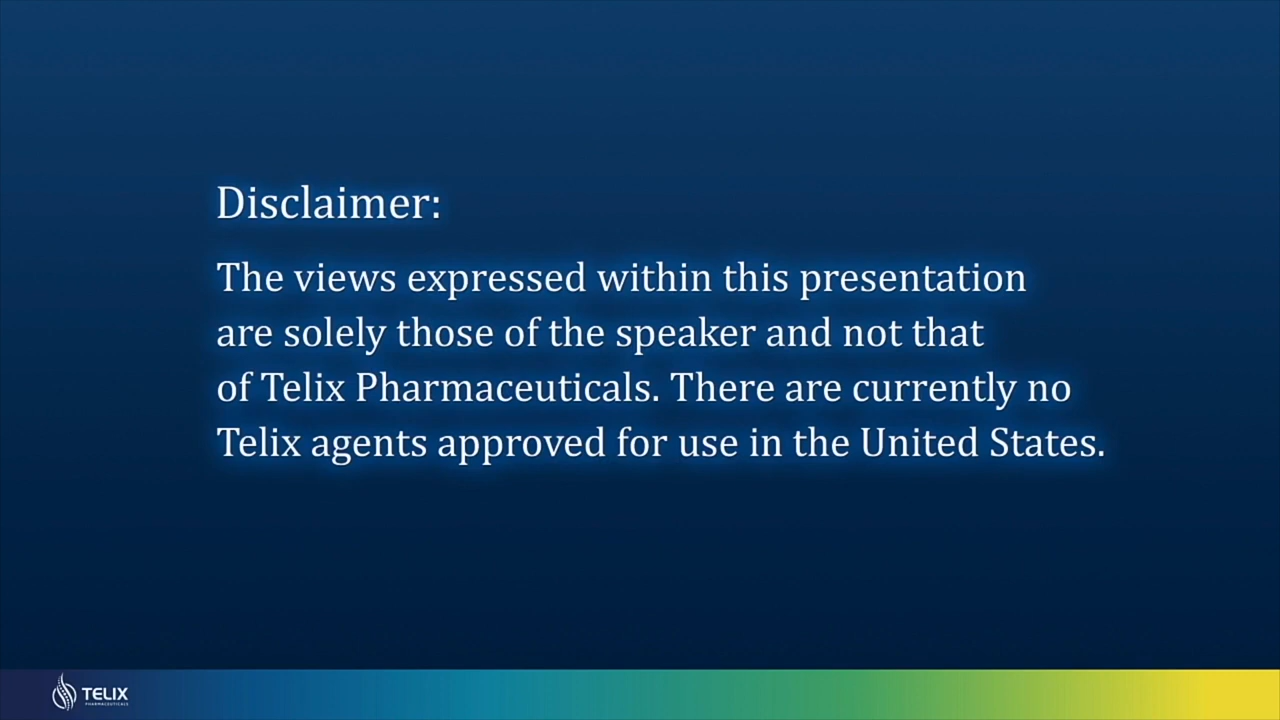 Disclaimer:
The views expressed within this presentation
are solely those of the speaker and not that
of Telix Pharmaceuticals. There are currently no
Telix agents approved for use in the United States.
TELIX
PHARMACEUTICALS